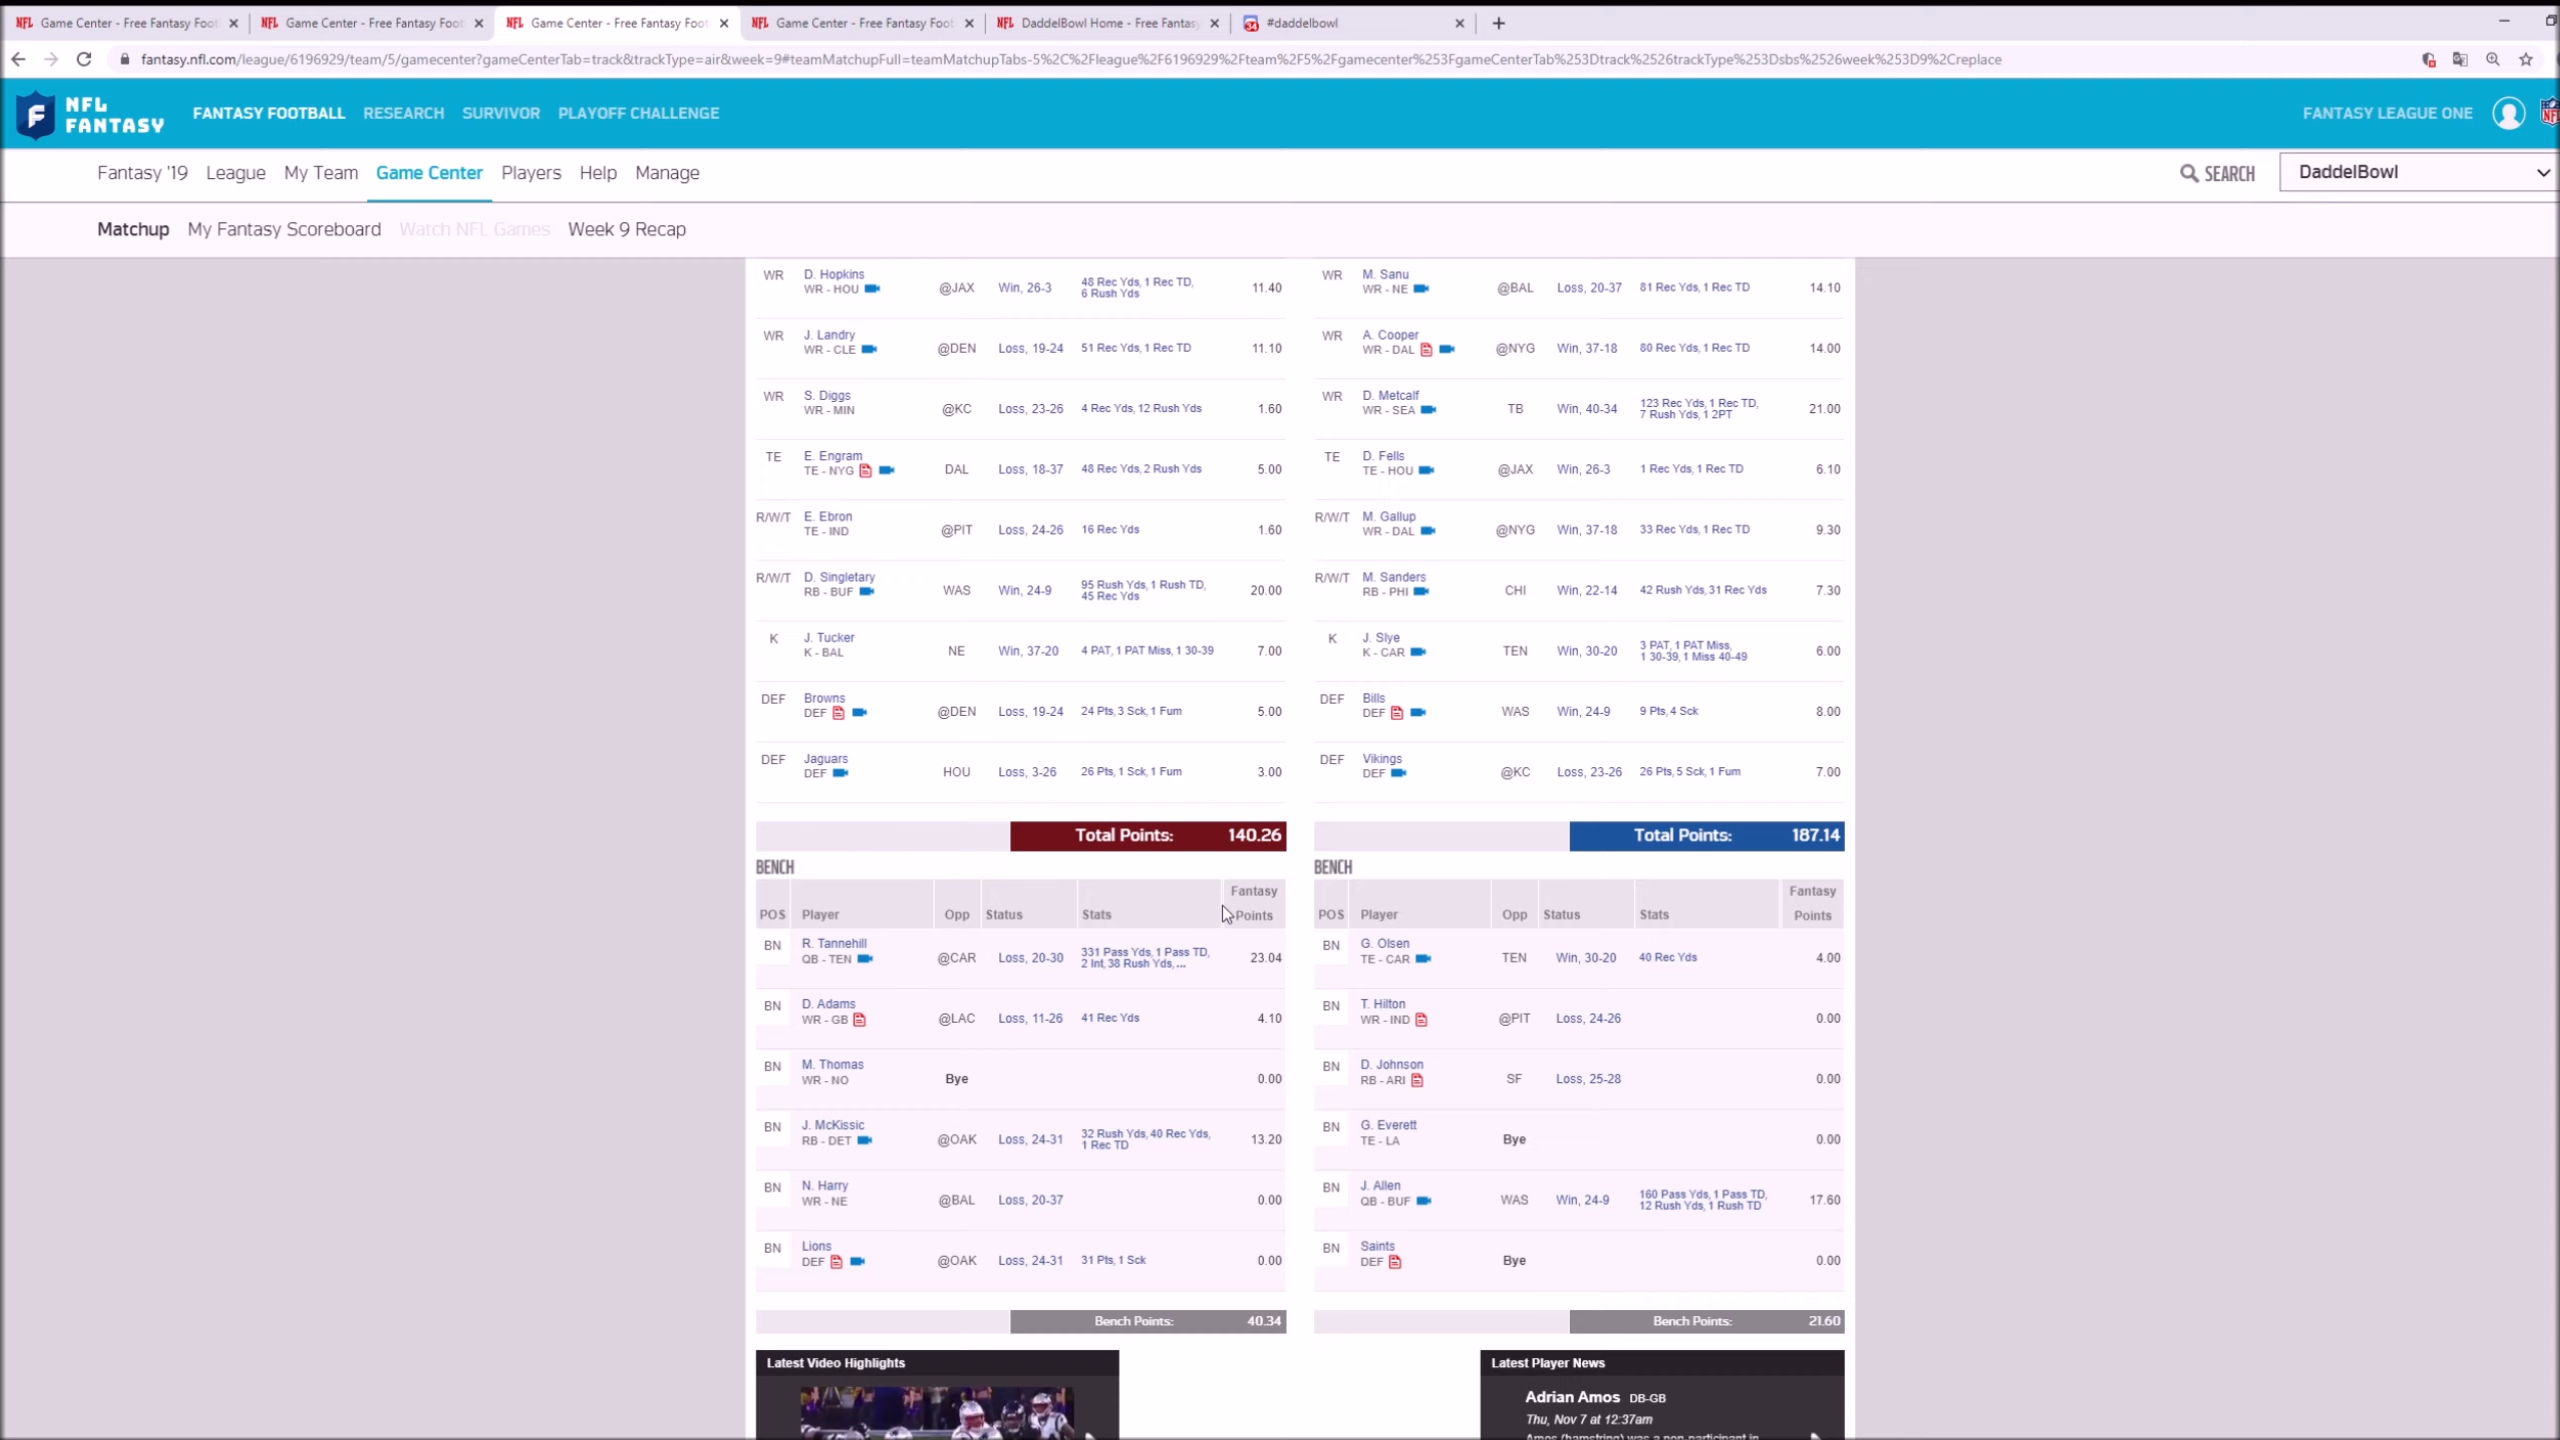 Game Center - Free Fantasy Foot
Game Center - Free Fantasy Foot
Game Center - Free Fantasy Foot
Game Center - Free Fantasy Foot
DaddelBowl Home - Free Fantasy
#daddelbowl
fantasy.nfl.com/league/6196929/team/5/gamecenter?gameCenterTab=track&trackType=air&week=9#teamMatchupFull=teamMatchupTabs-5%2C%2Fleague%2F6196929%2Fteam%2F5%2Fgamecenter%253FgameCenterTab%253Dtrack%2526trackType%253Dsbs%2526week%253D9%2Creplace
NFL FANTASY
FANTASY FOOTBALL RESEARCH SURVIVOR PLAYOFF CHALLENGE
FANTASY LEAGUE ONE
Fantasy '19 League My Team Game Center Players Help Manage
SEARCH
DaddelBowl
Matchup My Fantasy Scoreboard Watch NFL Games Week 9 Recap
WR D. Hopkins WR - HOU @JAX Win, 26-3 48 Rec Yds, 1 Rec TD, 6 Rush Yds 11.40
WR J. Landry WR - CLE @DEN Loss, 19-24 51 Rec Yds, 1 Rec TD 11.10
WR S. Diggs WR - MIN @KC Loss, 23-26 4 Rec Yds, 12 Rush Yds 1.60
TE E. Engram TE - NYG DAL Loss, 18-37 48 Rec Yds, 2 Rush Yds 5.00
R/W/T E. Ebron TE - IND @PIT Loss, 24-26 16 Rec Yds 1.60
R/W/T D. Singletary RB - BUF WAS Win, 24-9 95 Rush Yds, 1 Rush TD, 45 Rec Yds 20.00
K J. Tucker K - BAL NE Win, 37-20 4 PAT, 1 PAT Miss, 1 30-39 7.00
DEF Browns DEF @DEN Loss, 19-24 24 Pts, 3 Sck, 1 Fum 5.00
DEF Jaguars DEF HOU Loss, 3-26 26 Pts, 1 Sck, 1 Fum 3.00
Total Points: 140.26
BENCH
POS Player Opp Status Stats Fantasy Points
BN R. Tannehill QB - TEN @CAR Loss, 20-30 331 Pass Yds, 1 Pass TD, 2 Int, 38 Rush Yds, ... 23.04
BN D. Adams WR - GB @LAC Loss, 11-26 41 Rec Yds 4.10
BN M. Thomas WR - NO Bye 0.00
BN J. McKissic RB - DET @OAK Loss, 24-31 32 Rush Yds, 40 Rec Yds, 1 Rec TD 13.20
BN N. Harry WR - NE @BAL Loss, 20-37 0.00
BN Lions DEF @OAK Loss, 24-31 31 Pts, 1 Sck 0.00
Bench Points: 40.34
WR M. Sanu WR - NE @BAL Loss, 20-37 81 Rec Yds, 1 Rec TD 14.10
WR A. Cooper WR - DAL @NYG Win, 37-18 80 Rec Yds, 1 Rec TD 14.00
WR D. Metcalf WR - SEA TB Win, 40-34 123 Rec Yds, 1 Rec TD, 7 Rush Yds, 1 2PT 21.00
TE D. Fells TE - HOU @JAX Win, 26-3 1 Rec Yds, 1 Rec TD 6.10
R/W/T M. Gallup WR - DAL @NYG Win, 37-18 33 Rec Yds, 1 Rec TD 9.30
R/W/T M. Sanders RB - PHI CHI Win, 22-14 42 Rush Yds, 31 Rec Yds 7.30
K J. Slye K - CAR TEN Win, 30-20 3 PAT, 1 PAT Miss, 1 30-39, 1 Miss 40-49 6.00
DEF Bills DEF WAS Win, 24-9 9 Pts, 4 Sck 8.00
DEF Vikings DEF @KC Loss, 23-26 26 Pts, 5 Sck, 1 Fum 7.00
Total Points: 187.14
BENCH
POS Player Opp Status Stats Fantasy Points
BN G. Olsen TE - CAR TEN Win, 30-20 40 Rec Yds 4.00
BN T. Hilton WR - IND @PIT Loss, 24-26 0.00
BN D. Johnson RB - ARI SF Loss, 25-28 0.00
BN G. Everett TE - LA Bye 0.00
BN J. Allen QB - BUF WAS Win, 24-9 160 Pass Yds, 1 Pass TD, 12 Rush Yds, 1 Rush TD 17.60
BN Saints DEF Bye 0.00
Bench Points: 21.60
Latest Video Highlights
Latest Player News
Adrian Amos DB-GB
Thu, Nov 7 at 12:37am
Amos (hamstring) was a non-participant in